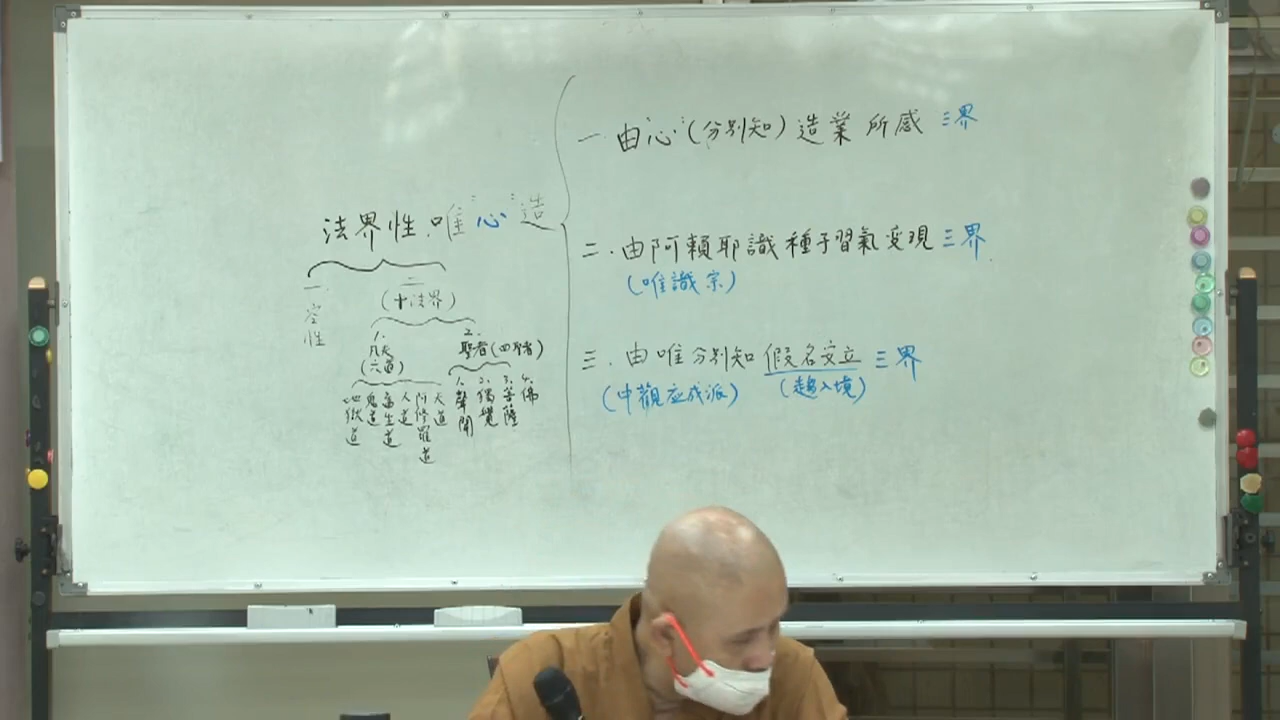 法界性唯"心"造
一
空
性
二
(十法界)
1.
凡夫
(六道)
地獄道
鬼道
畜生道
人道
阿修羅道
天道
2.
聖者(四聖者)
1.聲聞
2.獨覺
3.菩薩
4.佛
一 由"心"(分別知)造業所感 三界
二.由阿賴耶識種子習氣变現三界
(唯識宗)
三.由唯分別知假名安立三界
(中觀应成派) (趨入境)